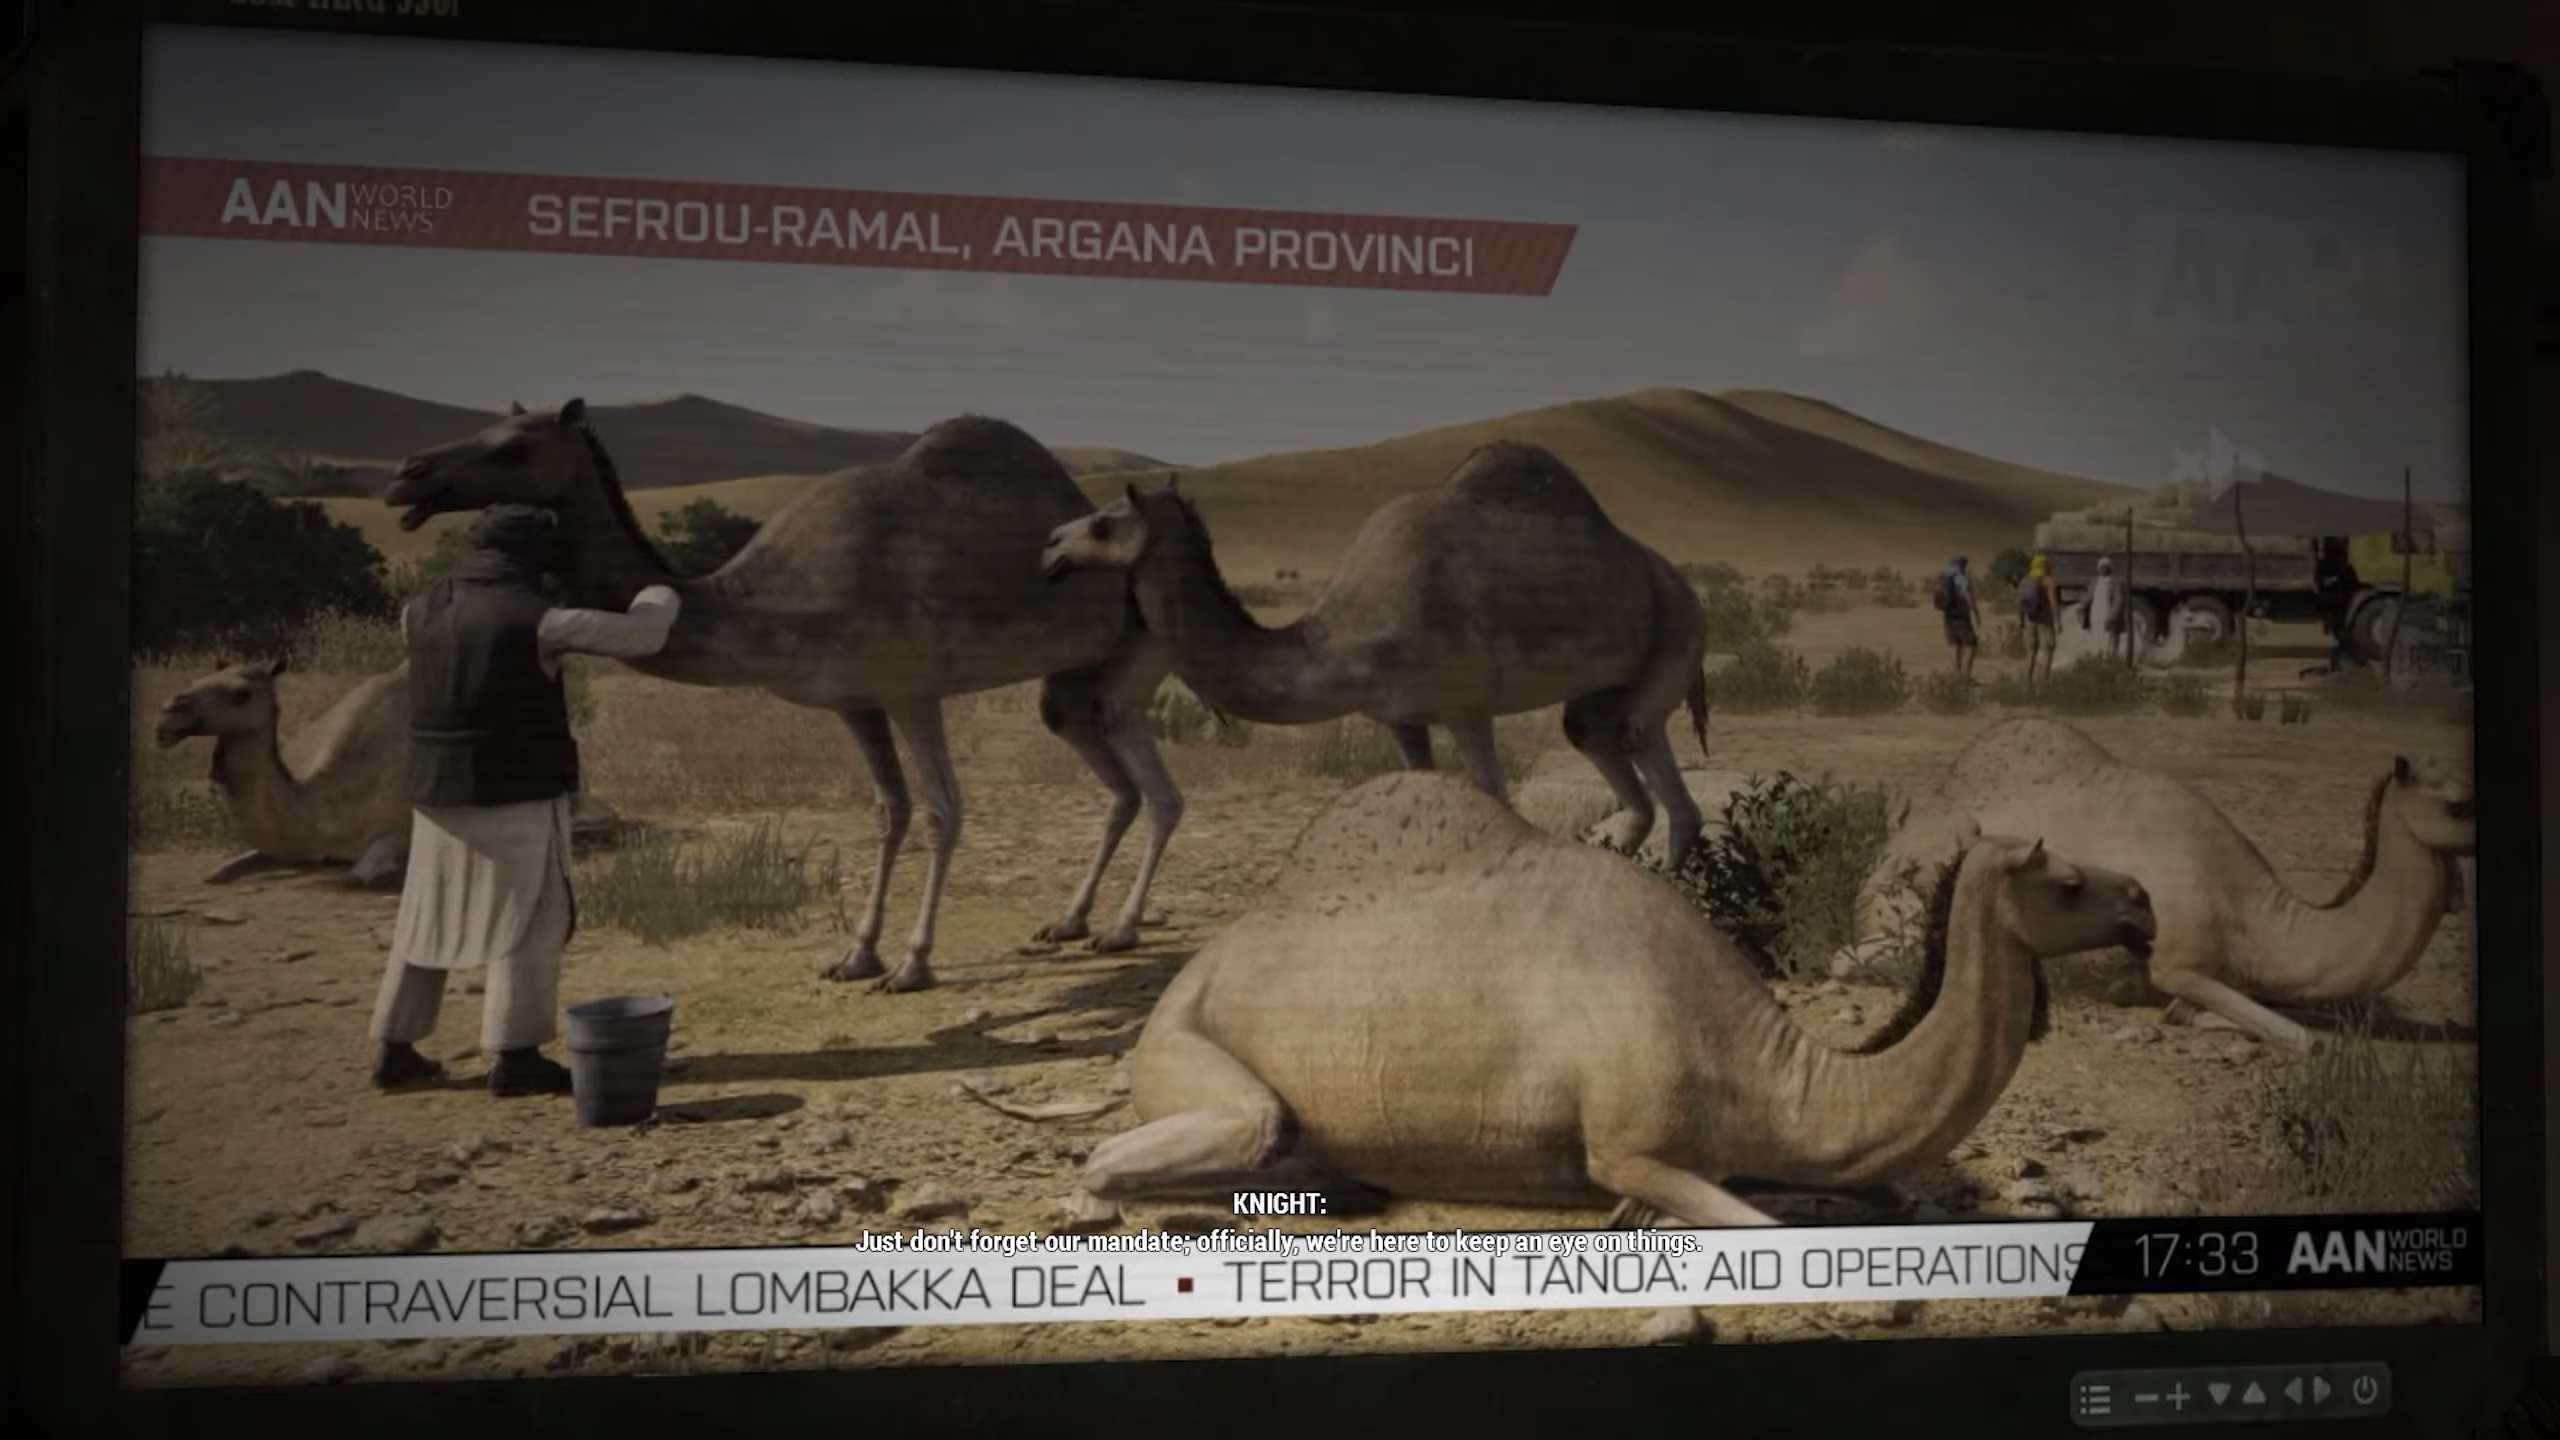 AAN WORLD NEWS
SEFROU-RAMAL, ARGANA PROVINCI
KNIGHT:
Just don't forget our mandate; officially, we're here to keep an eye on things.
E CONTRAVERSIAL LOMBAKKA DEAL ▪ TERROR IN TANOA: AID OPERATIONS
17:33 AAN WORLD NEWS